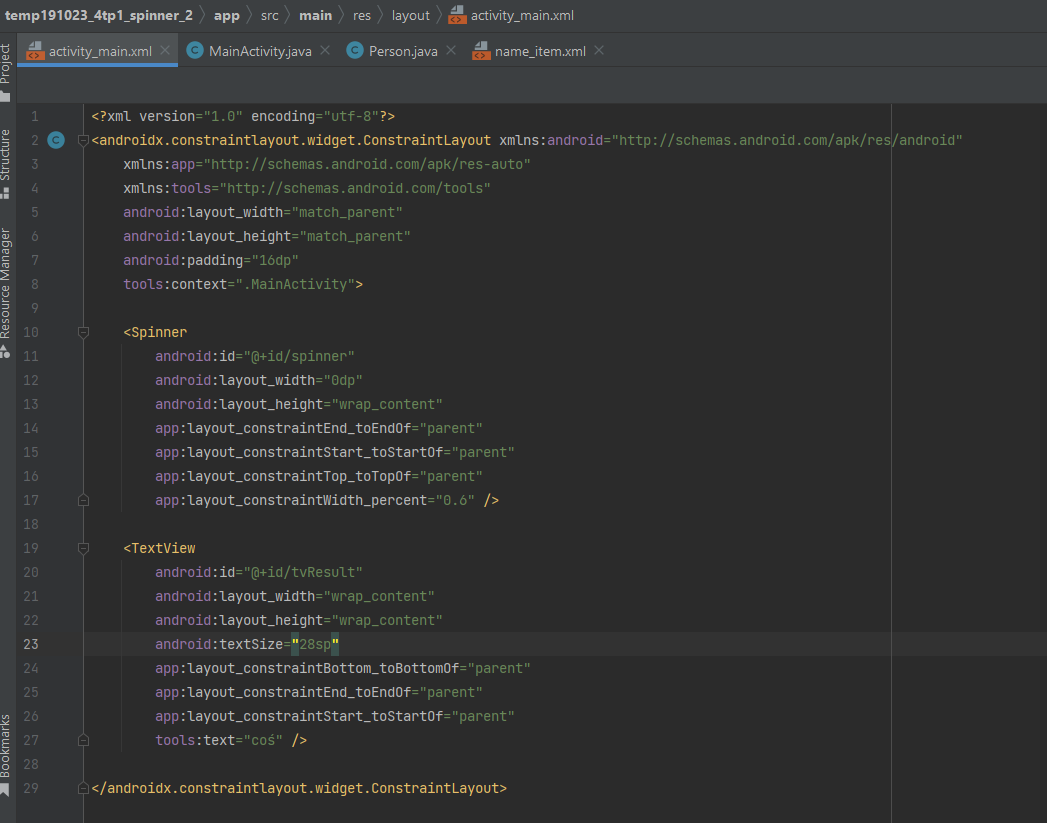 temp191023_4tp1_spinner_2 app src main res layout activity_main.xml
activity_main.xml MainActivity.java Person.java name_item.xml
Project
Structure
Resource Manager
Bookmarks
1 <?xml version="1.0" encoding="utf-8"?>
2 <androidx.constraintlayout.widget.ConstraintLayout xmlns:android="http://schemas.android.com/apk/res/android"
3 xmlns:app="http://schemas.android.com/apk/res-auto"
4 xmlns:tools="http://schemas.android.com/tools"
5 android:layout_width="match_parent"
6 android:layout_height="match_parent"
7 android:padding="16dp"
8 tools:context=".MainActivity">
9
10 <Spinner
11 android:id="@+id/spinner"
12 android:layout_width="0dp"
13 android:layout_height="wrap_content"
14 app:layout_constraintEnd_toEndOf="parent"
15 app:layout_constraintStart_toStartOf="parent"
16 app:layout_constraintTop_toTopOf="parent"
17 app:layout_constraintWidth_percent="0.6" />
18
19 <TextView
20 android:id="@+id/tvResult"
21 android:layout_width="wrap_content"
22 android:layout_height="wrap_content"
23 android:textSize="28sp"
24 app:layout_constraintBottom_toBottomOf="parent"
25 app:layout_constraintEnd_toEndOf="parent"
26 app:layout_constraintStart_toStartOf="parent"
27 tools:text="coś" />
28
29 </androidx.constraintlayout.widget.ConstraintLayout>